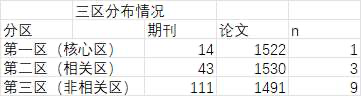 三区分布情况
分区 期刊 论文 n
第一区（核心区） 14 1522 1
第二区（相关区） 43 1530 3
第三区（非相关区） 111 1491 9